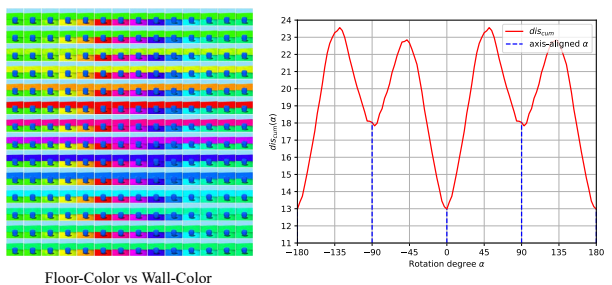 24
23
22
21
20
19
18
17
16
15
14
13
12
11
dis_cum(α)
dis_cum
axis-aligned α
−180 −135 −90 −45 0 45 90 135 180
Rotation degree α
Floor-Color vs Wall-Color